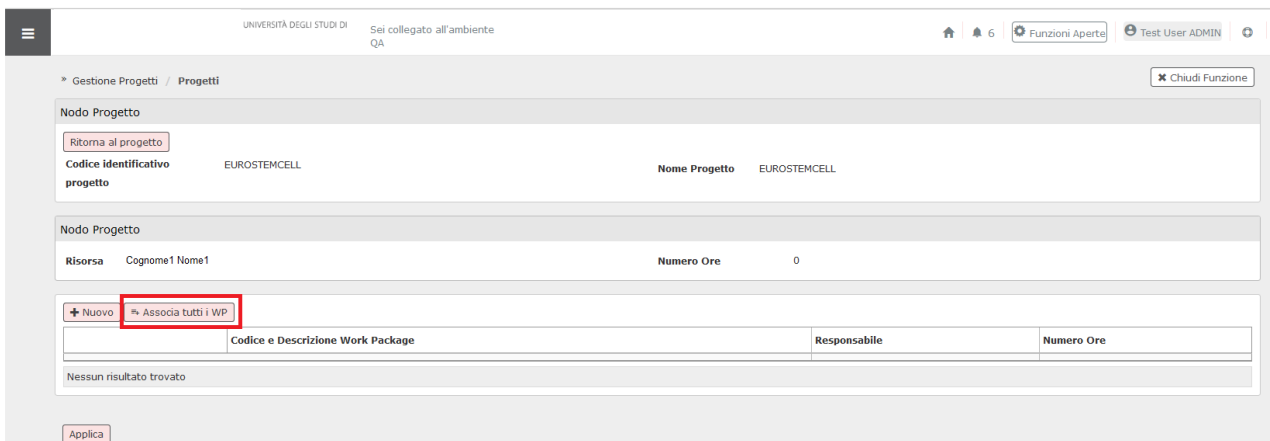 UNIVERSITÀ DEGLI STUDI DI
Sei collegato all'ambiente
QA
6
Funzioni Aperte
Test User ADMIN
» Gestione Progetti / Progetti
Chiudi Funzione
Nodo Progetto
Ritorna al progetto
Codice identificativo
progetto
EUROSTEMCELL
Nome Progetto
EUROSTEMCELL
Nodo Progetto
Risorsa
Cognome1 Nome1
Numero Ore
0
Nuovo
Associa tutti i WP
Codice e Descrizione Work Package
Responsabile
Numero Ore
Nessun risultato trovato
Applica